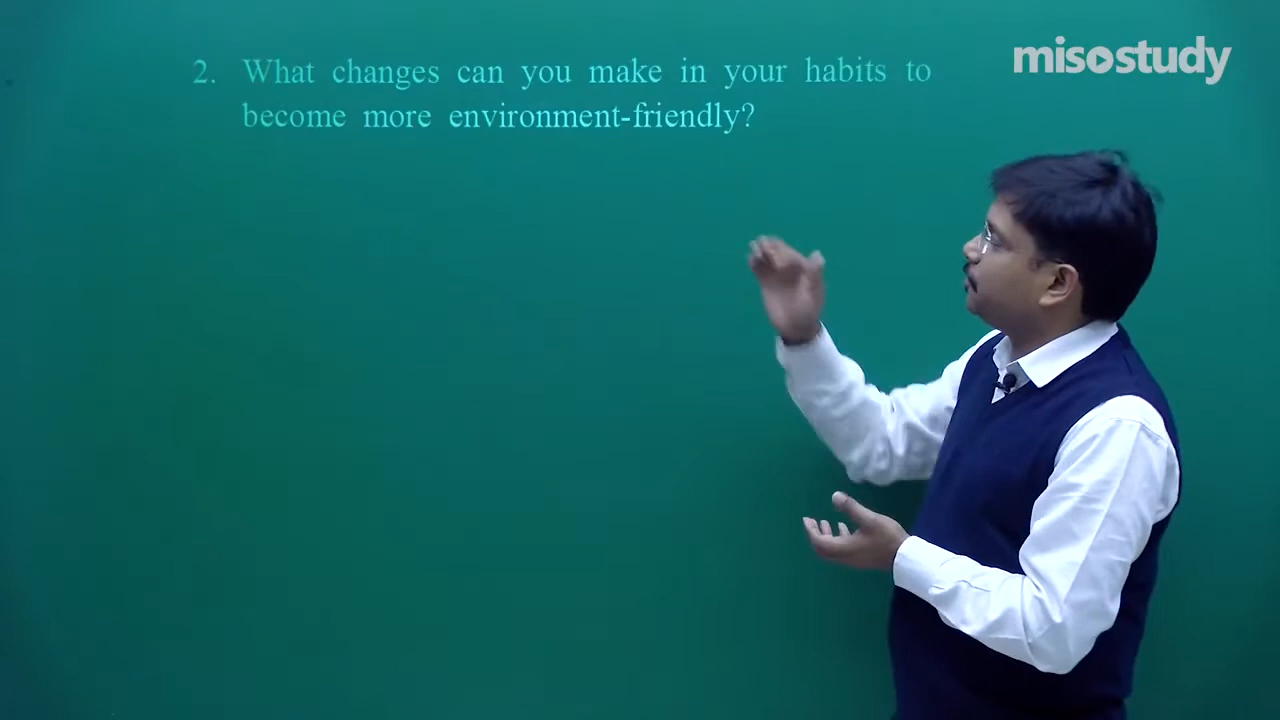 misostudy
2. What changes can you make in your habits to
become more environment-friendly?